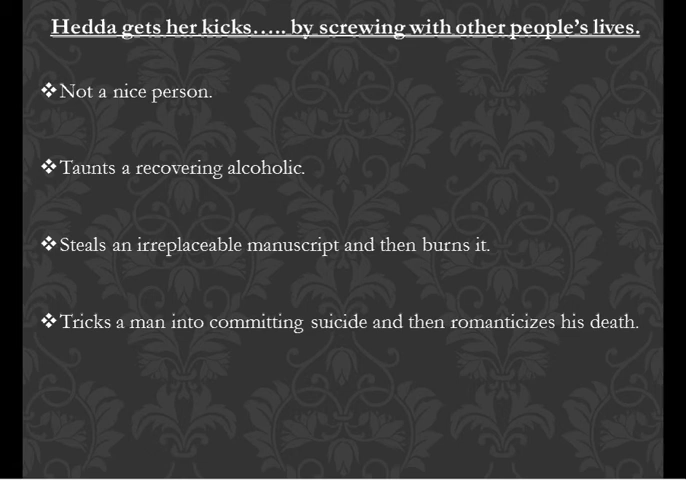 Hedda gets her kicks….. by screwing with other people's lives.
❖Not a nice person.
❖Taunts a recovering alcoholic.
❖Steals an irreplaceable manuscript and then burns it.
❖Tricks a man into committing suicide and then romanticizes his death.